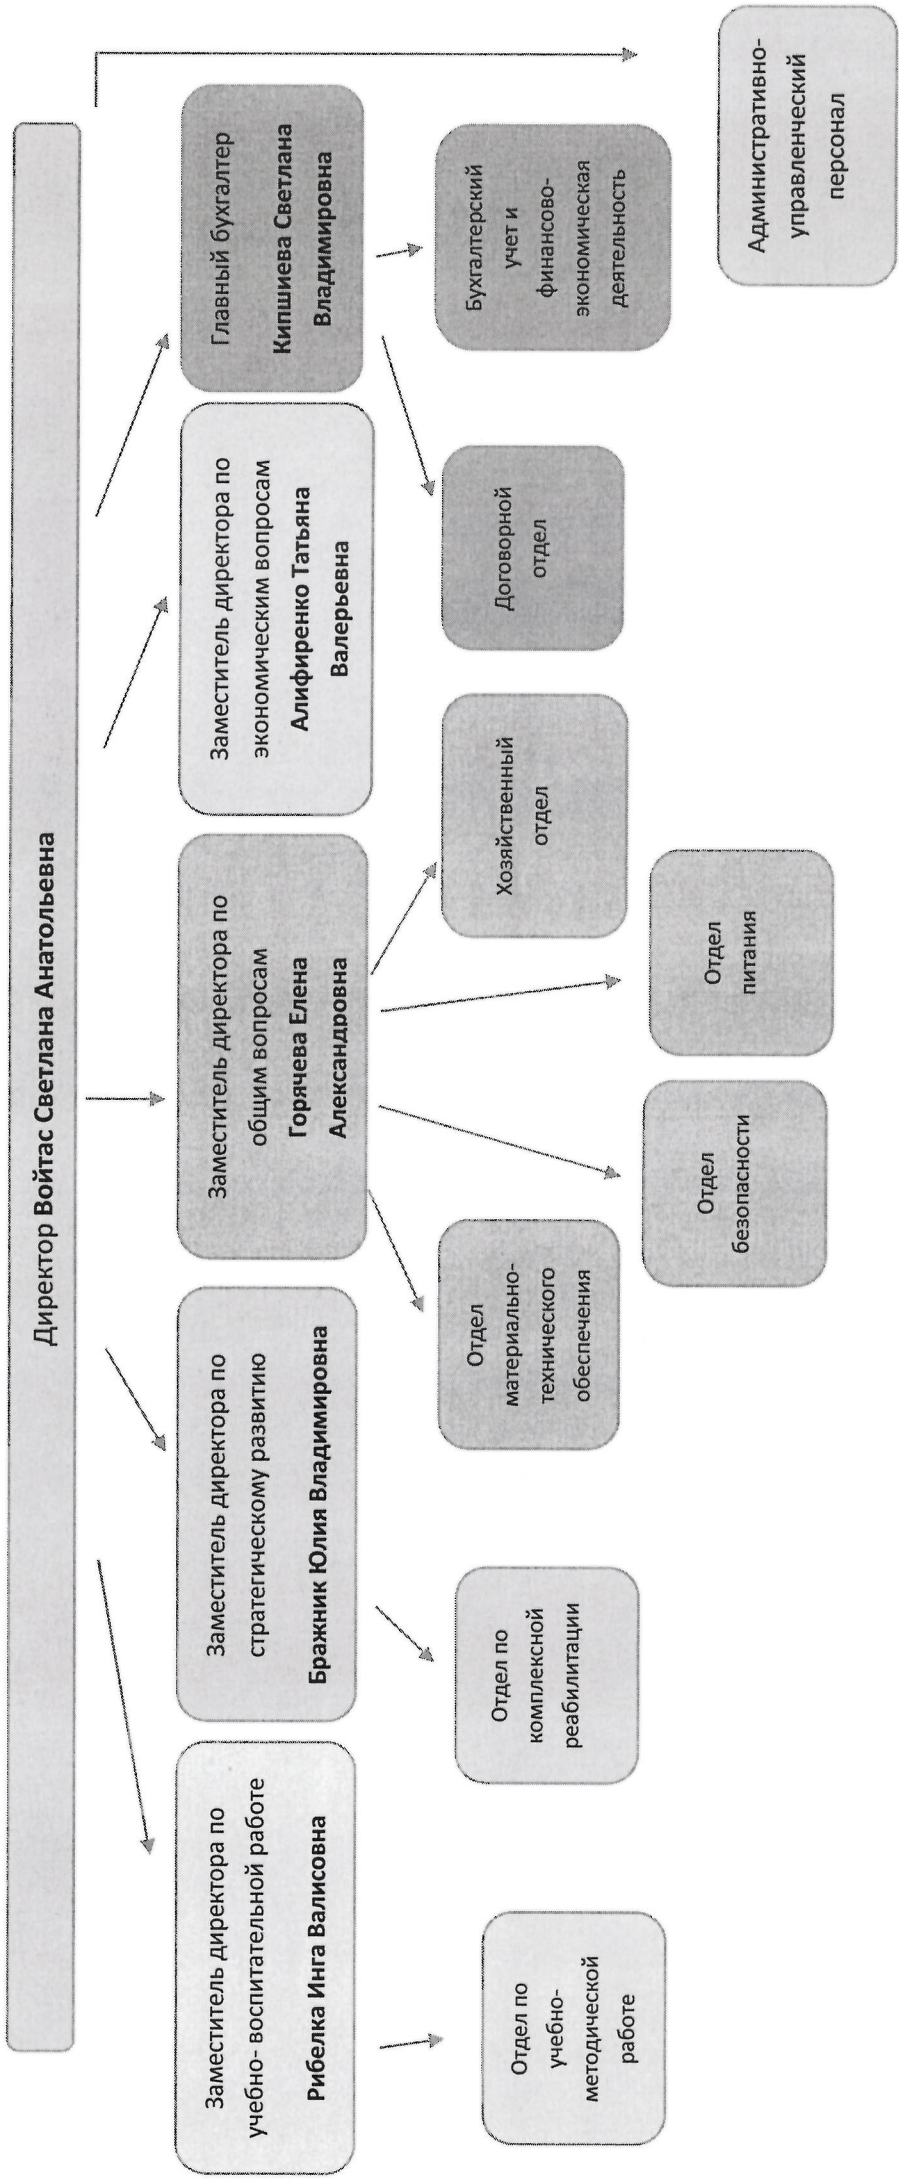 Директор Войтас Светлана Анатольевна
Заместитель директора по
учебно- воспитательной работе
Рибелка Инга Валисовна
Заместитель директора по
стратегическому развитию
Бражник Юлия Владимировна
Заместитель директора по
общим вопросам
Горячева Елена
Александровна
Заместитель директора по
экономическим вопросам
Алифиренко Татьяна
Валерьевна
Главный бухгалтер
Кипшиева Светлана
Владимировна
Отдел по
учебно-
методической
работе
Отдел по
комплексной
реабилитации
Отдел
материально-
технического
обеспечения
Отдел
безопасности
Отдел
питания
Хозяйственный
отдел
Договорной
отдел
Бухгалтерский
учет и
финансово-
экономическая
деятельность
Административно-
управленческий
персонал